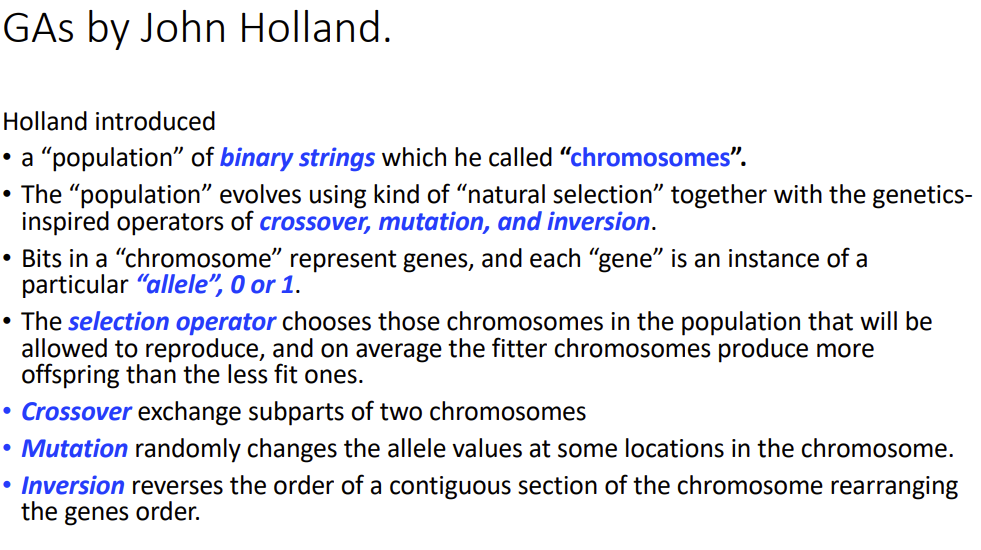 GAs by John Holland.
Holland introduced
• a “population” of binary strings which he called “chromosomes”.
• The “population” evolves using kind of “natural selection” together with the genetics-
inspired operators of crossover, mutation, and inversion.
• Bits in a “chromosome” represent genes, and each “gene” is an instance of a
particular “allele”, 0 or 1.
• The selection operator chooses those chromosomes in the population that will be
allowed to reproduce, and on average the fitter chromosomes produce more
offspring than the less fit ones.
• Crossover exchange subparts of two chromosomes
• Mutation randomly changes the allele values at some locations in the chromosome.
• Inversion reverses the order of a contiguous section of the chromosome rearranging
the genes order.